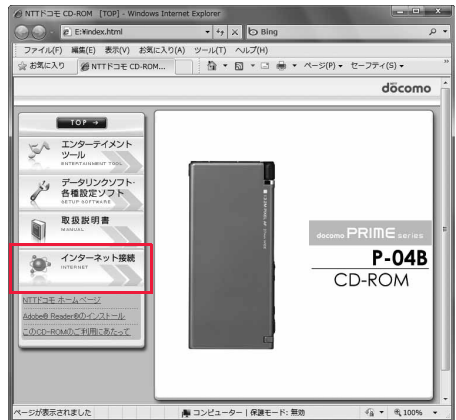 NTTドコモ CD-ROM [TOP] - Windows Internet Explorer
E:¥index.html
Bing
ファイル(F) 編集(E) 表示(V) お気に入り(A) ツール(T) ヘルプ(H)
お気に入り
NTTドコモ CD-ROM...
ページ(P)
セーフティ(S)
»
NTT
docomo
TOP →
エンターテイメント
ツール
ENTERTAINMENT TOOL
データリンクソフト・
各種設定ソフト
SETUP SOFTWARE
取扱説明書
MANUAL
インターネット接続
INTERNET
NTTドコモ ホームページ
Adobe® Reader®のインストール
このCD-ROMのご利用にあたって
docomo PRIME series
P-04B
CD-ROM
ページが表示されました
コンピューター | 保護モード: 無効
100%